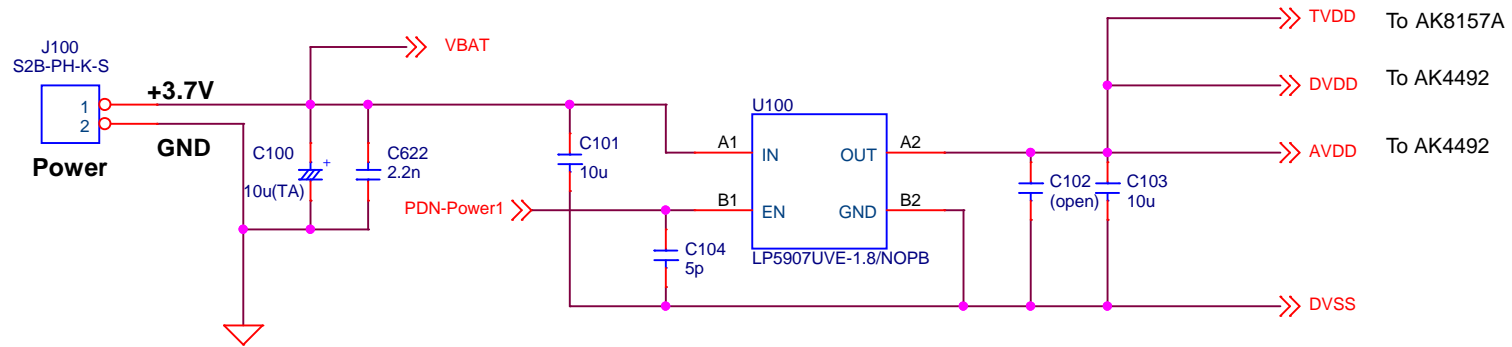 TVDD To AK8157A
J100
S2B-PH-K-S
VBAT
+3.7V
1
2
GND
Power
C100
+
10u(TA)
C622
2.2n
C101
10u
U100
DVDD To AK4492
A1 IN OUT A2
AVDD To AK4492
PDN-Power1
B1 EN GND B2
LP5907UVE-1.8/NOPB
C104
5p
C102
(open)
C103
10u
DVSS